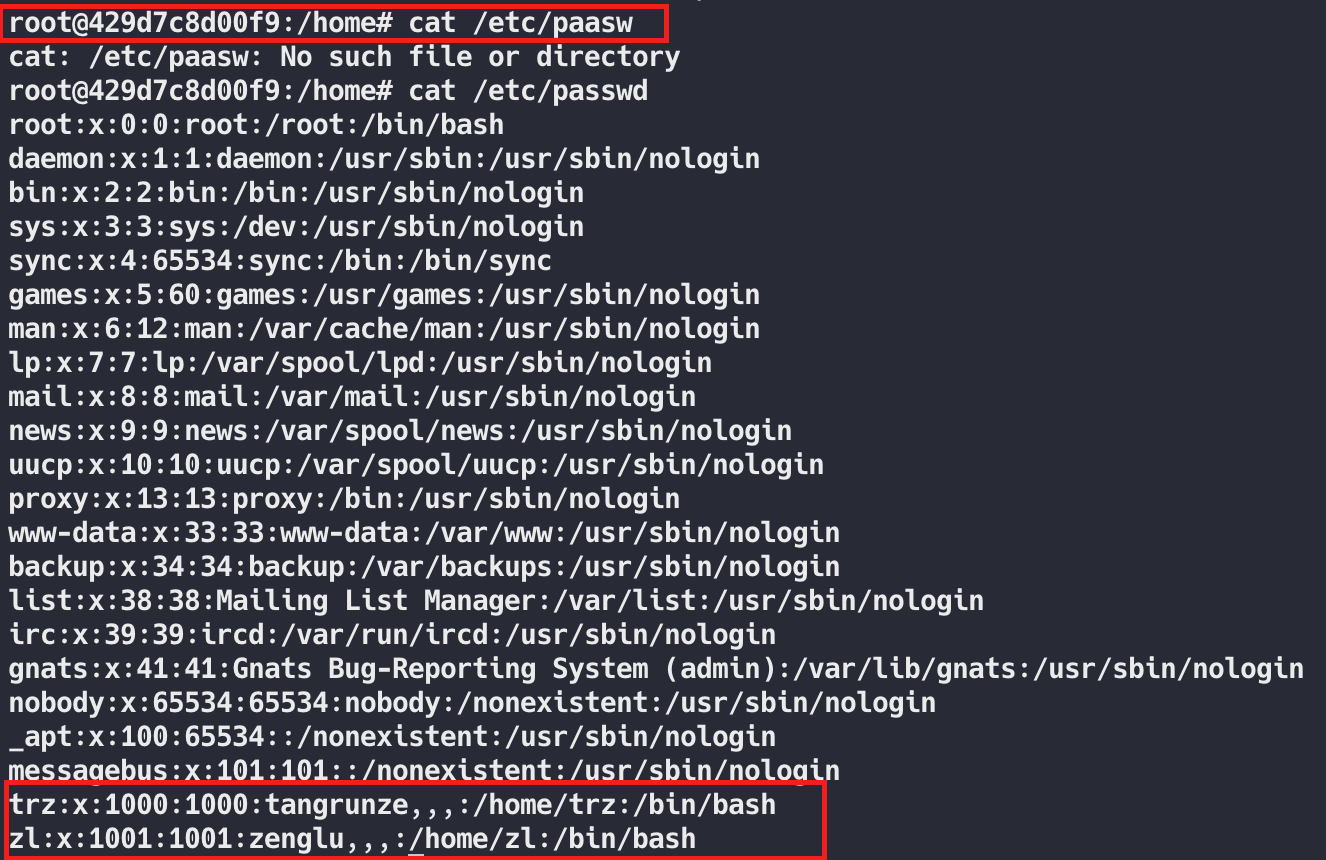 root@429d7c8d00f9:/home# cat /etc/paasw
cat: /etc/paasw: No such file or directory
root@429d7c8d00f9:/home# cat /etc/passwd
root:x:0:0:root:/root:/bin/bash
daemon:x:1:1:daemon:/usr/sbin:/usr/sbin/nologin
bin:x:2:2:bin:/bin:/usr/sbin/nologin
sys:x:3:3:sys:/dev:/usr/sbin/nologin
sync:x:4:65534:sync:/bin:/bin/sync
games:x:5:60:games:/usr/games:/usr/sbin/nologin
man:x:6:12:man:/var/cache/man:/usr/sbin/nologin
lp:x:7:7:lp:/var/spool/lpd:/usr/sbin/nologin
mail:x:8:8:mail:/var/mail:/usr/sbin/nologin
news:x:9:9:news:/var/spool/news:/usr/sbin/nologin
uucp:x:10:10:uucp:/var/spool/uucp:/usr/sbin/nologin
proxy:x:13:13:proxy:/bin:/usr/sbin/nologin
www-data:x:33:33:www-data:/var/www:/usr/sbin/nologin
backup:x:34:34:backup:/var/backups:/usr/sbin/nologin
list:x:38:38:Mailing List Manager:/var/list:/usr/sbin/nologin
irc:x:39:39:ircd:/var/run/ircd:/usr/sbin/nologin
gnats:x:41:41:Gnats Bug-Reporting System (admin):/var/lib/gnats:/usr/sbin/nologin
nobody:x:65534:65534:nobody:/nonexistent:/usr/sbin/nologin
_apt:x:100:65534::/nonexistent:/usr/sbin/nologin
messagebus:x:101:101::/nonexistent:/usr/sbin/nologin
trz:x:1000:1000:tangrunze,,,:/home/trz:/bin/bash
zl:x:1001:1001:zenglu,,,:/home/zl:/bin/bash